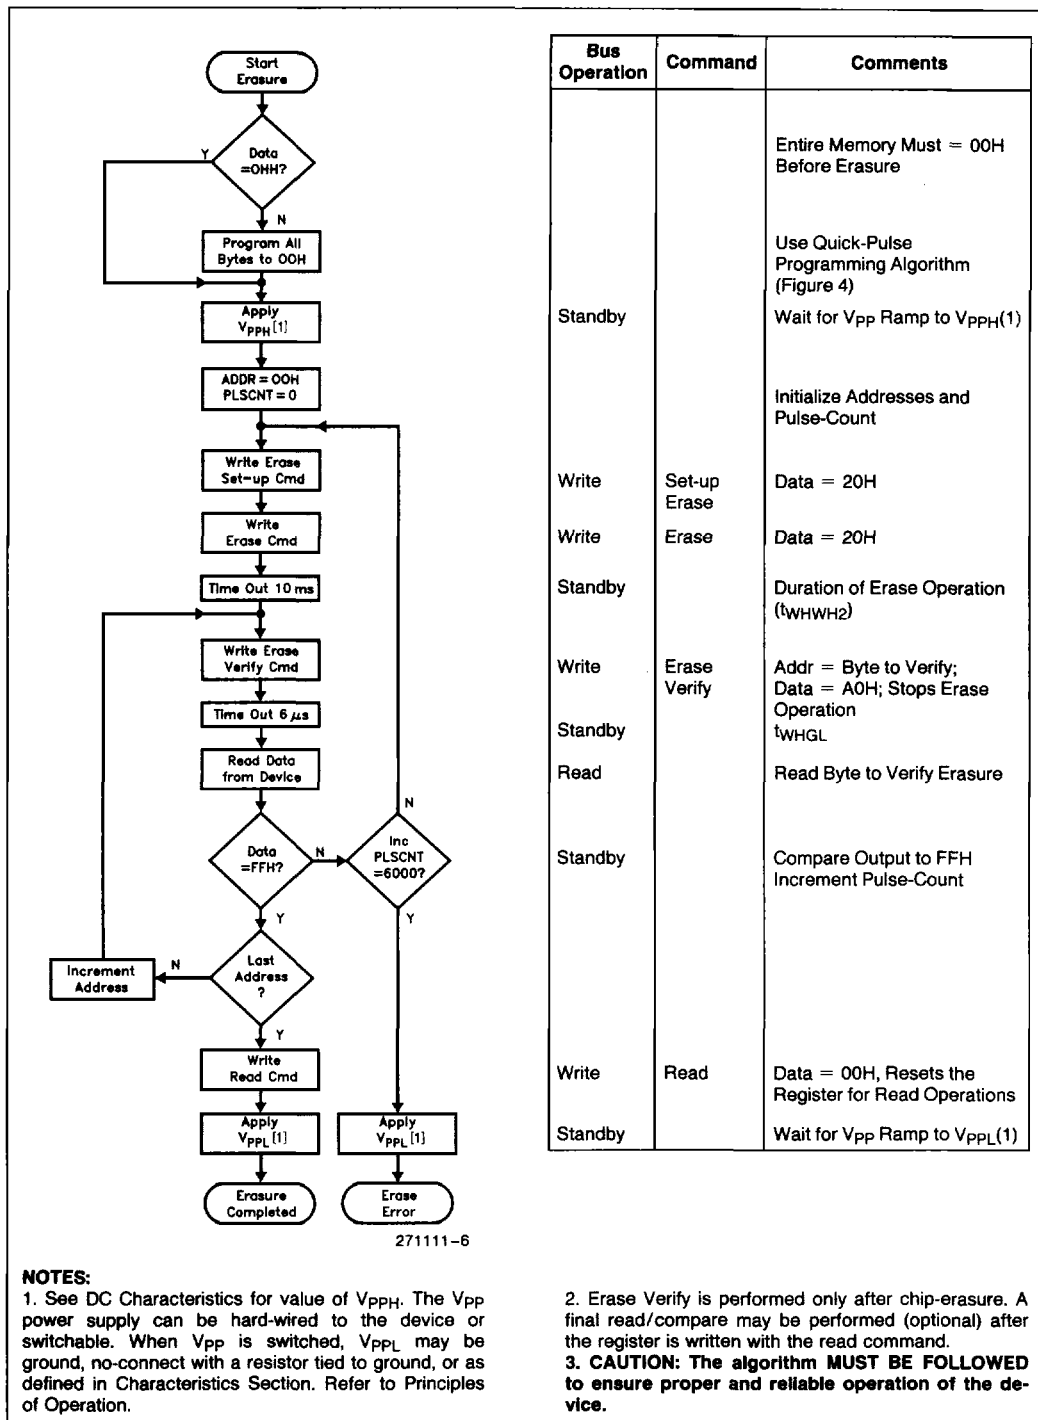 Start
Erasure
Data
=0HH?
Y
N
Program All
Bytes to 00H
Apply
VPPH[1]
ADDR = 00H
PLSCNT = 0
Write Erase
Set-up Cmd
Write
Erase Cmd
Time Out 10 ms
Write Erase
Verify Cmd
Time Out 6 μs
Read Data
from Device
Data
=FFH?
N
Inc
PLSCNT
=6000?
N
Y
Y
Last
Address
?
N
Increment
Address
Y
Write
Read Cmd
Apply
VPPL[1]
Apply
VPPL[1]
Erasure
Completed
Erase
Error
271111-6
Bus
Operation
Command
Comments
Entire Memory Must = 00H
Before Erasure
Use Quick-Pulse
Programming Algorithm
(Figure 4)
Standby
Wait for VPP Ramp to VPPH(1)
Initialize Addresses and
Pulse-Count
Write
Set-up
Erase
Data = 20H
Write
Erase
Data = 20H
Standby
Duration of Erase Operation
(tWHWH2)
Write
Erase
Verify
Addr = Byte to Verify;
Data = A0H; Stops Erase
Operation
Standby
tWHGL
Read
Read Byte to Verify Erasure
Standby
Compare Output to FFH
Increment Pulse-Count
Write
Read
Data = 00H, Resets the
Register for Read Operations
Standby
Wait for VPP Ramp to VPPL(1)
NOTES:
1. See DC Characteristics for value of VPPH. The VPP
power supply can be hard-wired to the device or
switchable. When VPP is switched, VPPL may be
ground, no-connect with a resistor tied to ground, or as
defined in Characteristics Section. Refer to Principles
of Operation.
2. Erase Verify is performed only after chip-erasure. A
final read/compare may be performed (optional) after
the register is written with the read command.
3. CAUTION: The algorithm MUST BE FOLLOWED
to ensure proper and reliable operation of the de-
vice.